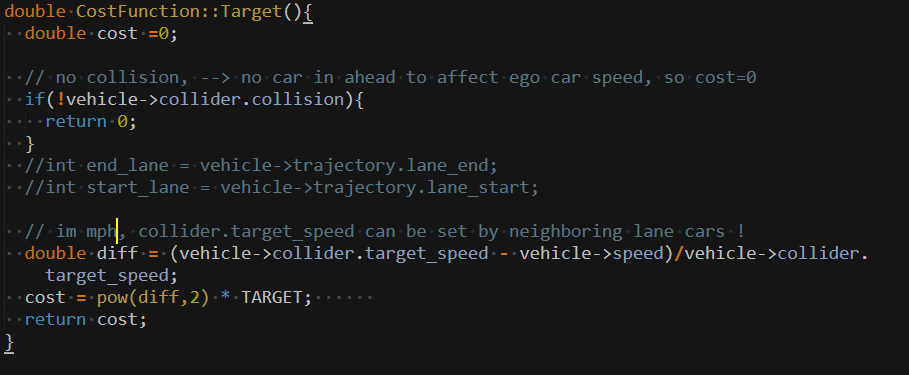 double CostFunction::Target(){
  double cost =0;

  // no collision, --> no car in ahead to affect ego car speed, so cost=0
  if(!vehicle->collider.collision){
    return 0;
  }
  //int end_lane = vehicle->trajectory.lane_end;
  //int start_lane = vehicle->trajectory.lane_start;

  // im mph, collider.target_speed can be set by neighboring lane cars !
  double diff = (vehicle->collider.target_speed - vehicle->speed)/vehicle->collider.
    target_speed;
  cost = pow(diff,2) * TARGET;
  return cost;
}